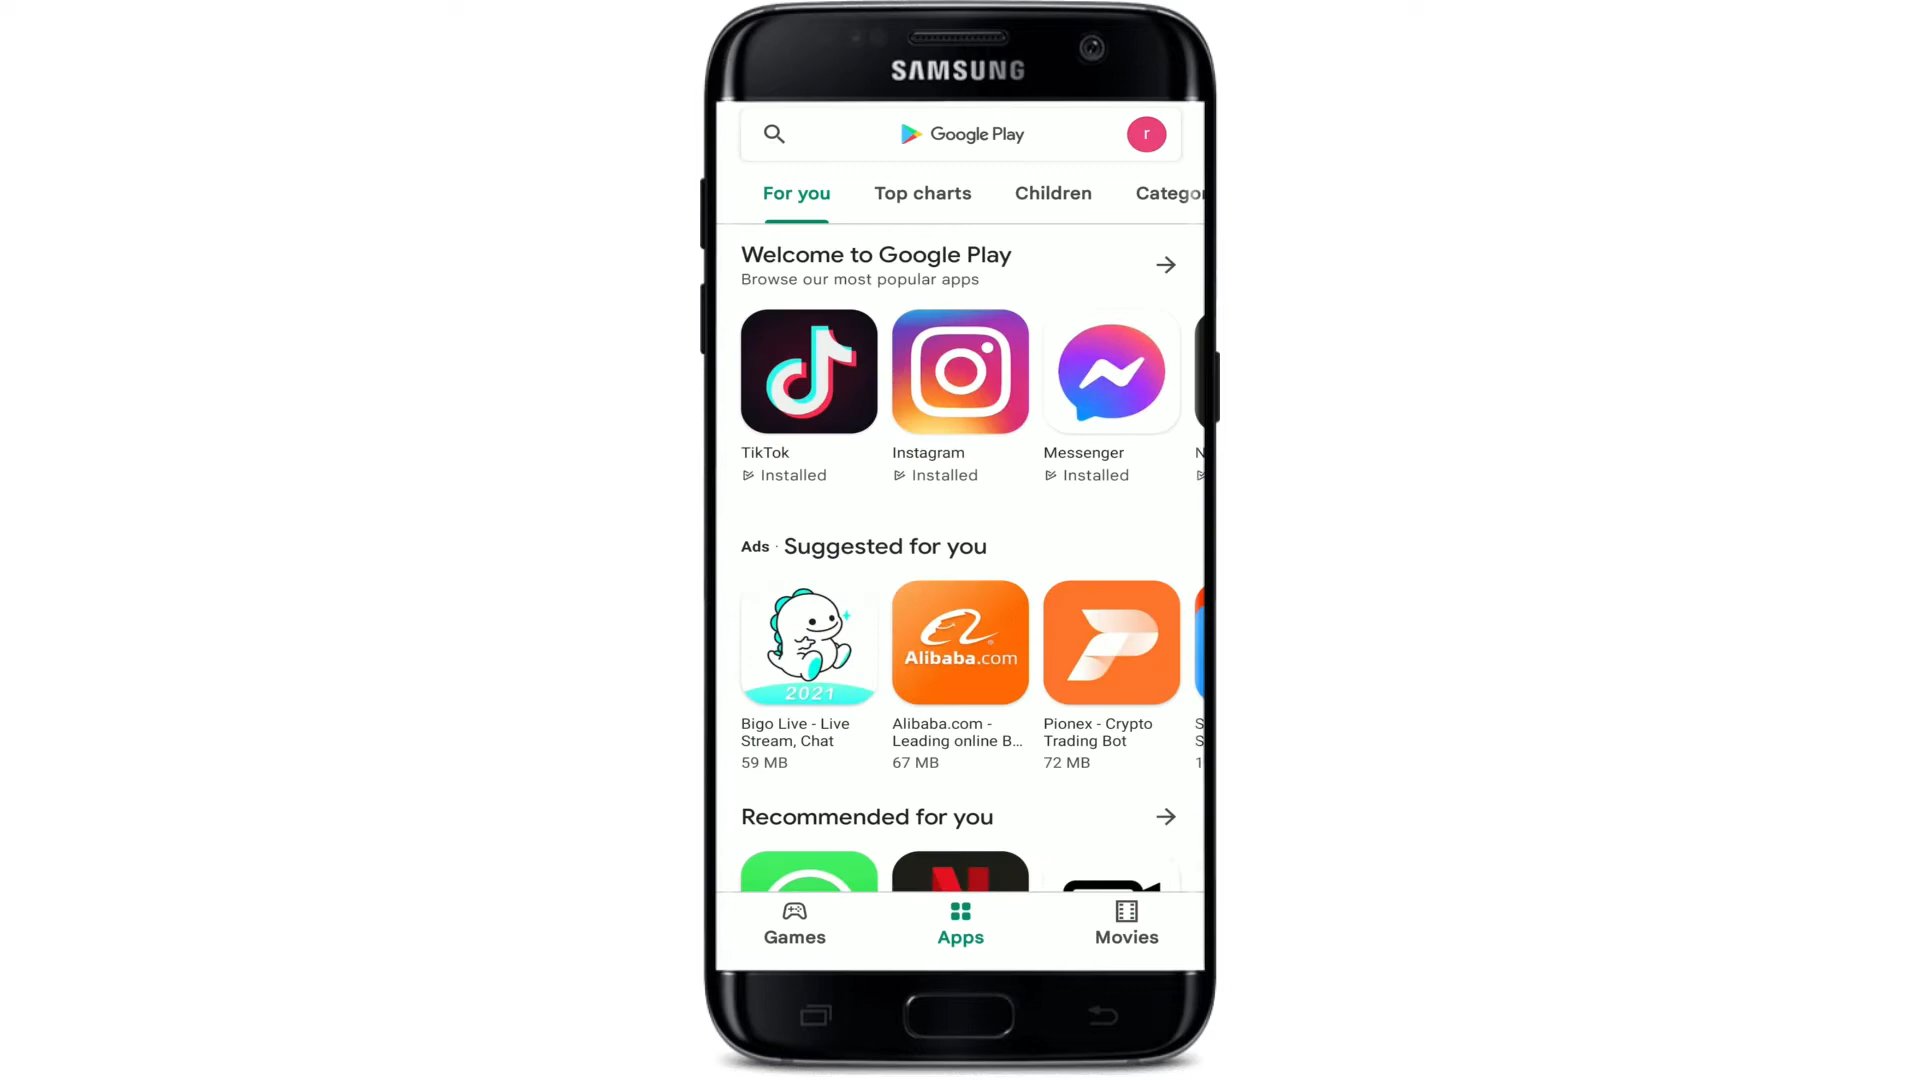 SAMSUNG
Google Play
r
For you
Top charts
Children
Categor
Welcome to Google Play
Browse our most popular apps
TikTok
Instagram
Messenger
N
Installed
Installed
Installed
Ads · Suggested for you
2021
Alibaba.com
Bigo Live - Live
Stream, Chat
59 MB
Alibaba.com -
Leading online B...
67 MB
Pionex - Crypto
Trading Bot
72 MB
S
S
1
Recommended for you
Games
Apps
Movies